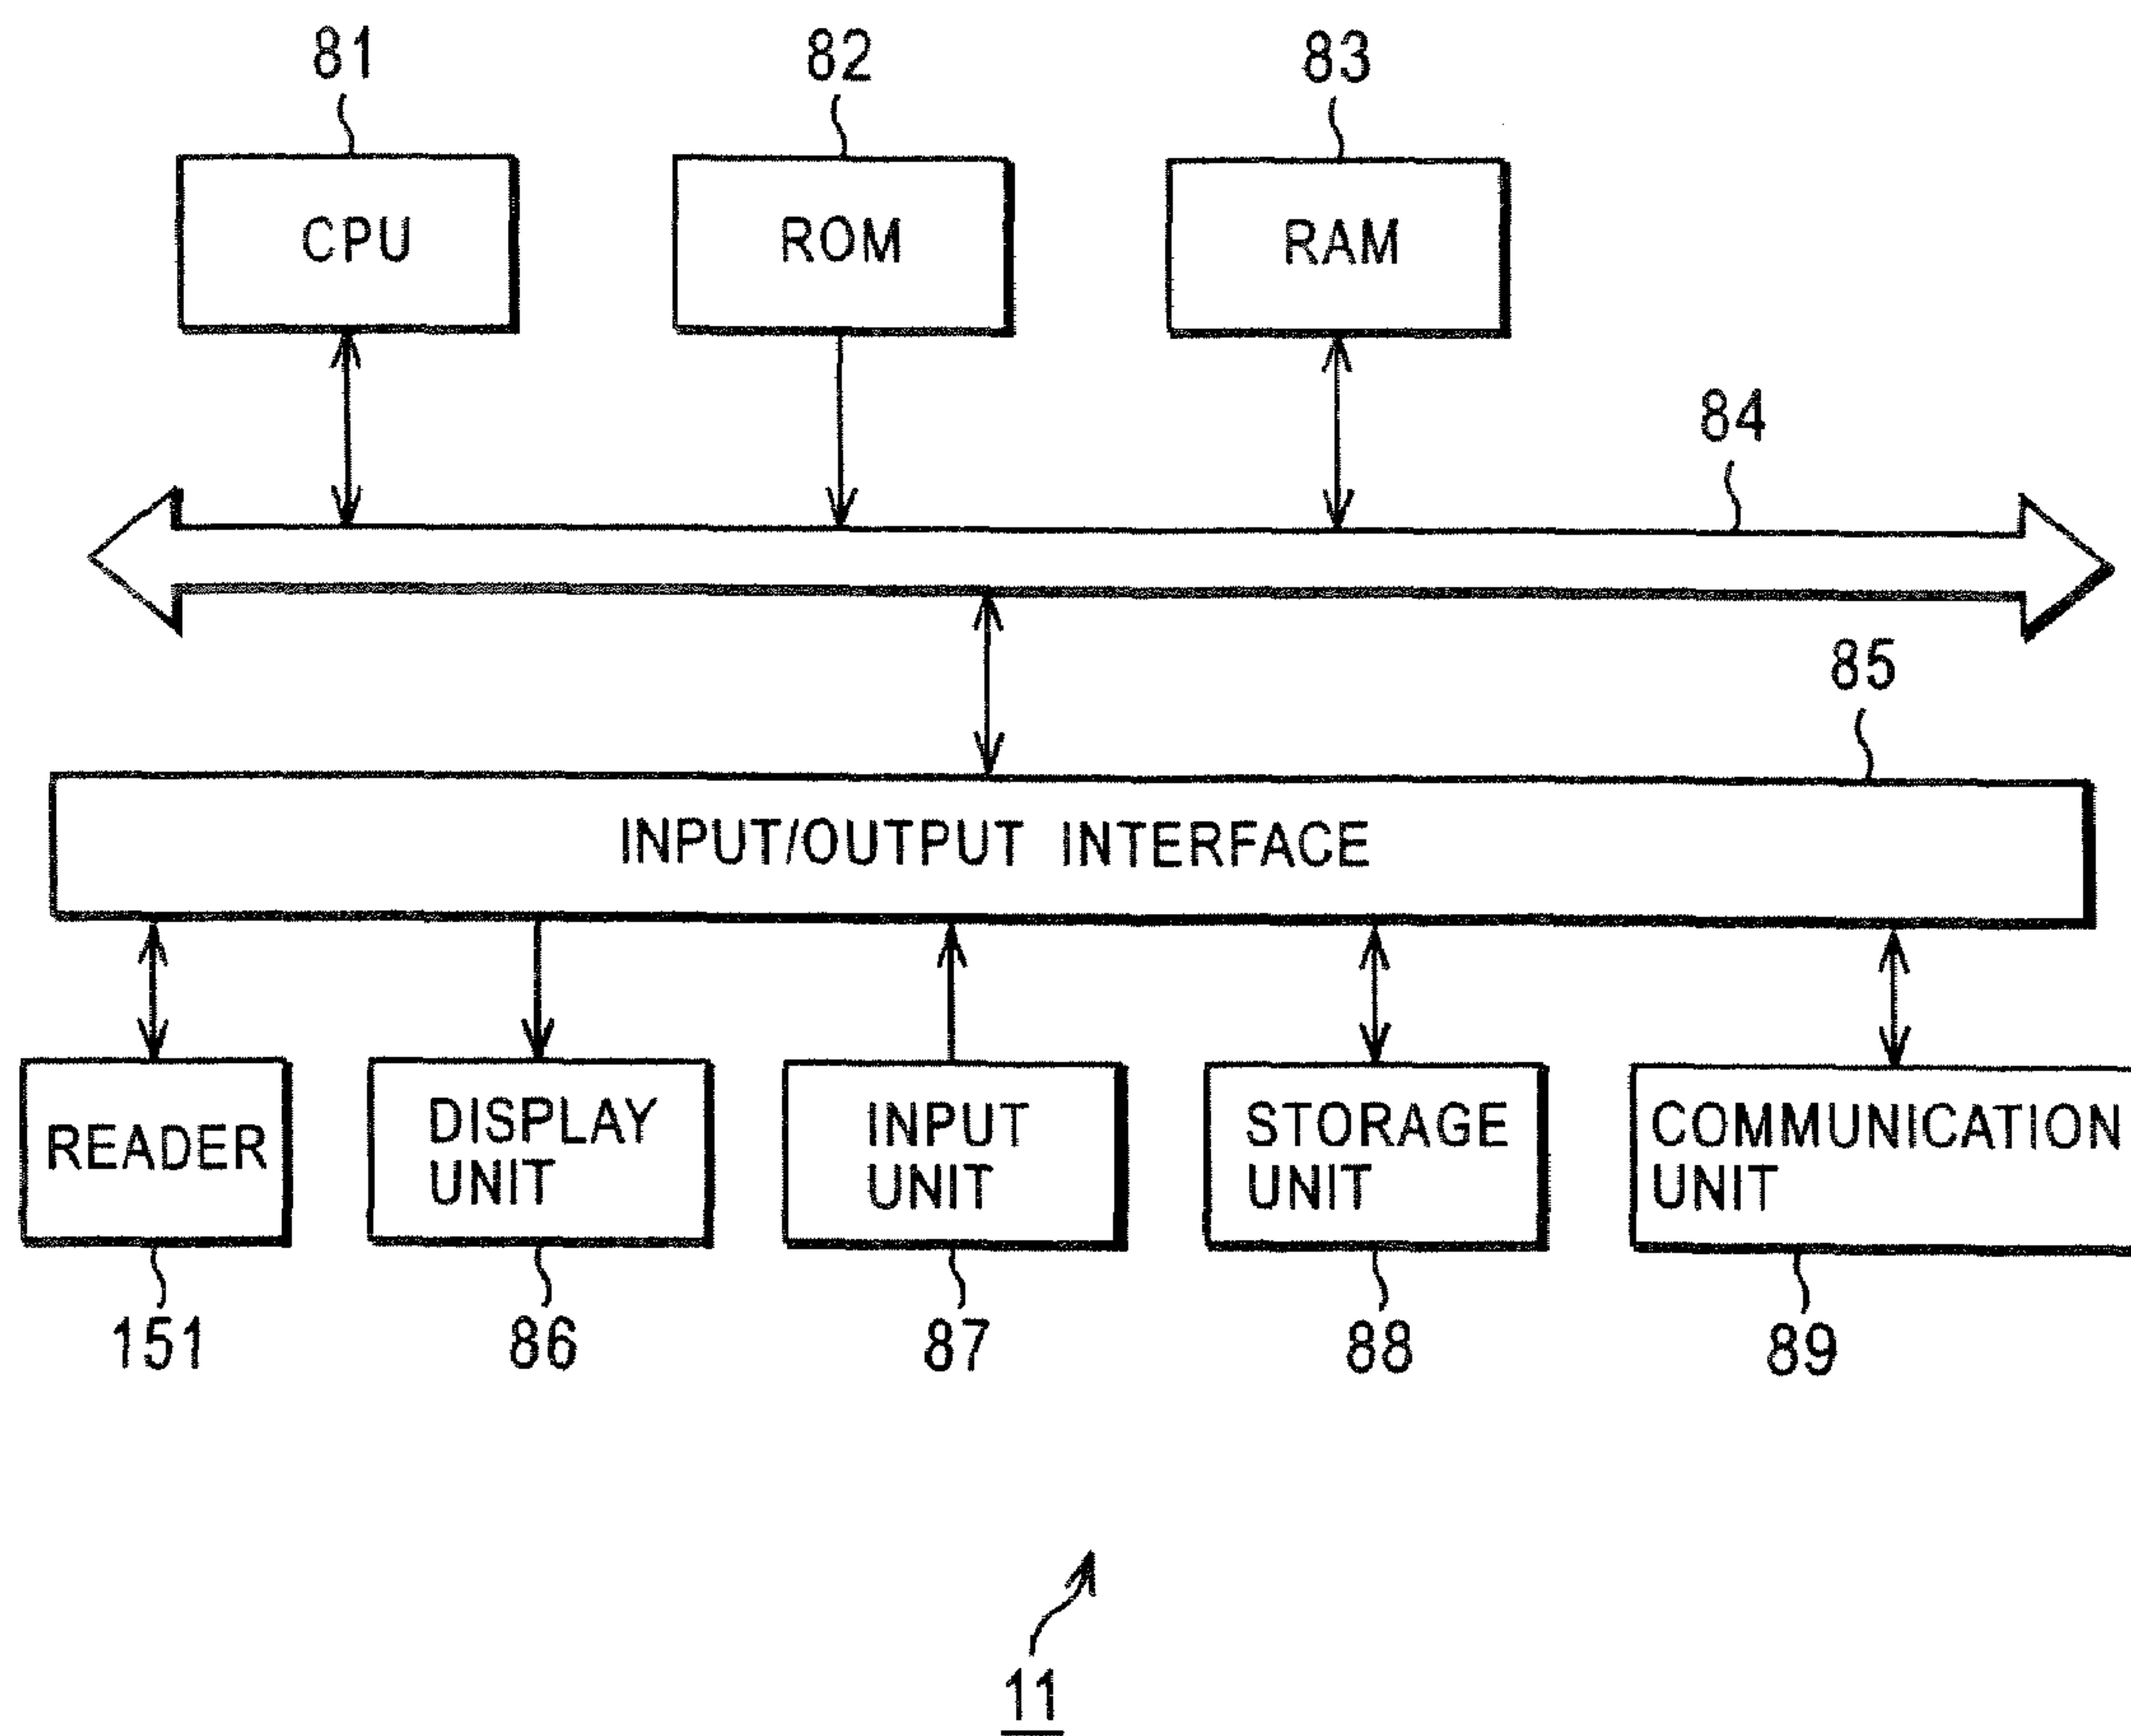 81
82
83
CPU
ROM
RAM
84
85
INPUT/OUTPUT INTERFACE
READER
DISPLAY
UNIT
INPUT
UNIT
STORAGE
UNIT
COMMUNICATION
UNIT
151
86
87
88
89
11